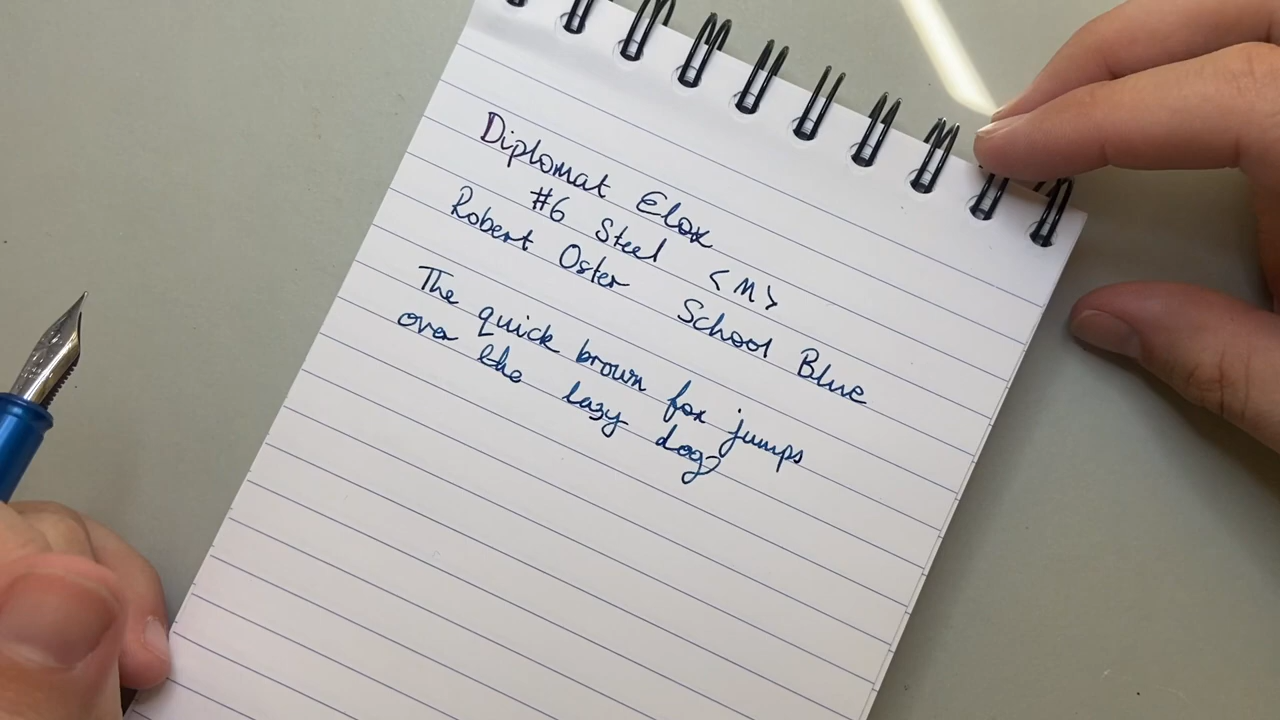 Diplomat Elox
#6 Steel <M>
Robert Oster School Blue
The quick brown fox jumps
over the lazy dog